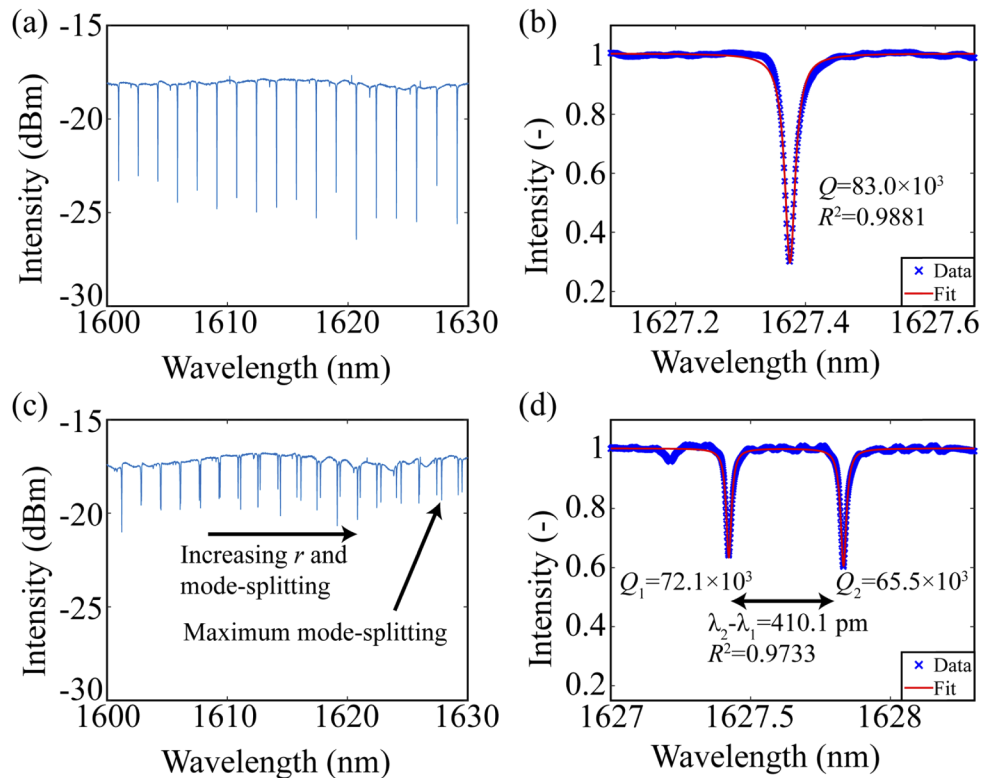 (a)
-15
-20
-25
-30
Intensity (dBm)
1600
1610
1620
1630
Wavelength (nm)
(b)
1
0.8
0.6
0.4
0.2
Intensity (-)
Q=83.0×10³
R²=0.9881
Data
Fit
1627.2
1627.4
1627.6
Wavelength (nm)
(c)
-15
-20
-25
-30
Intensity (dBm)
Increasing r and
mode-splitting
Maximum mode-splitting
1600
1610
1620
1630
Wavelength (nm)
(d)
1
0.8
0.6
0.4
0.2
Intensity (-)
Q₁=72.1×10³
Q₂=65.5×10³
λ₂-λ₁=410.1 pm
R²=0.9733
Data
Fit
1627
1627.5
1628
Wavelength (nm)